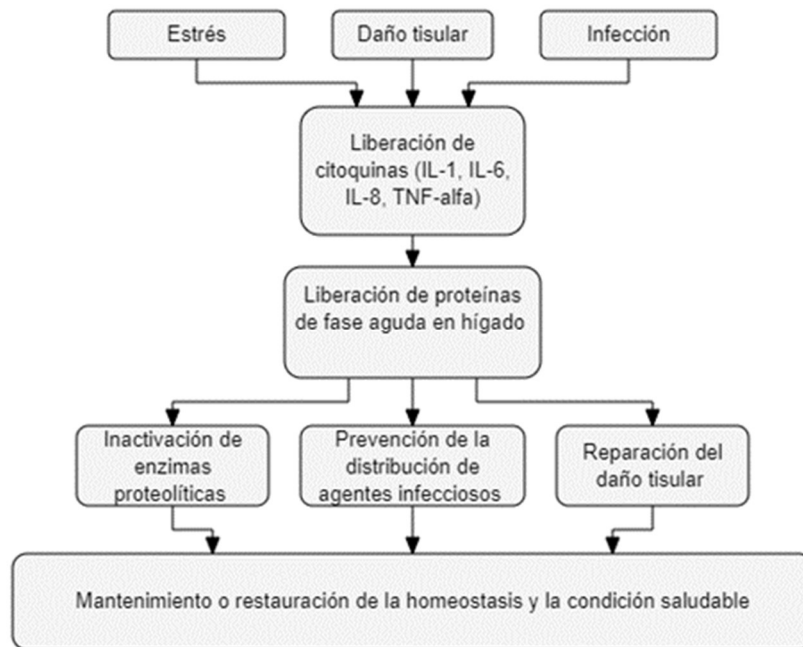 Estrés
Daño tisular
Infección
Liberación de
citoquinas (IL-1, IL-6,
IL-8, TNF-alfa)
Liberación de proteínas
de fase aguda en hígado
Inactivación de
enzimas
proteolíticas
Prevención de la
distribución de
agentes infecciosos
Reparación del
daño tisular
Mantenimiento o restauración de la homeostasis y la condición saludable